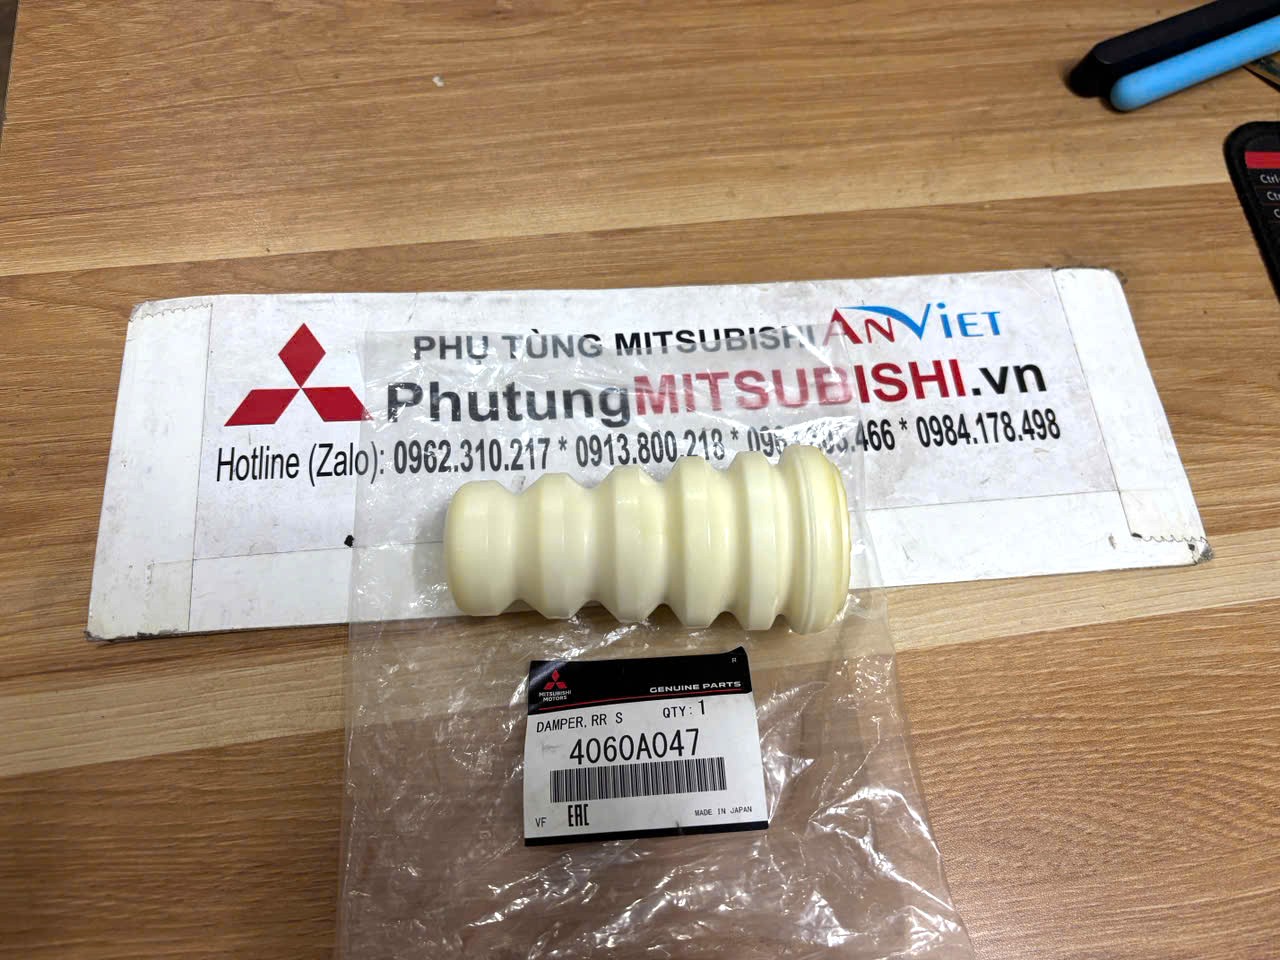 Ctrl
PHỤ TÙNG MITSUBISHI ANVIET
PhutungMITSUBISHI.vn
Hotline (Zalo): 0962.310.217 * 0913.800.218 * 466 * 0984.178.498
MITSUBISHI MOTORS
GENUINE PARTS
DAMPER, RR S QTY: 1
4060A047
VF EAC MADE IN JAPAN